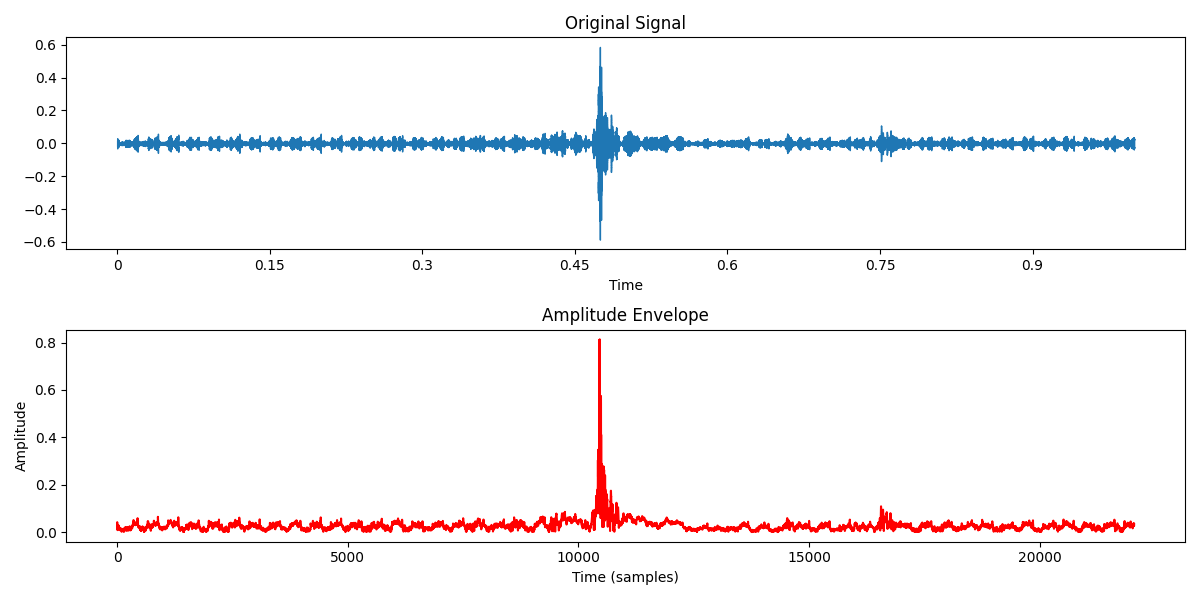 Original Signal
0.6
0.4
0.2
0.0
−0.2
−0.4
−0.6
0 0.15 0.3 0.45 0.6 0.75 0.9
Time
Amplitude Envelope
0.8
0.6
0.4
0.2
0.0
Amplitude
0 5000 10000 15000 20000
Time (samples)